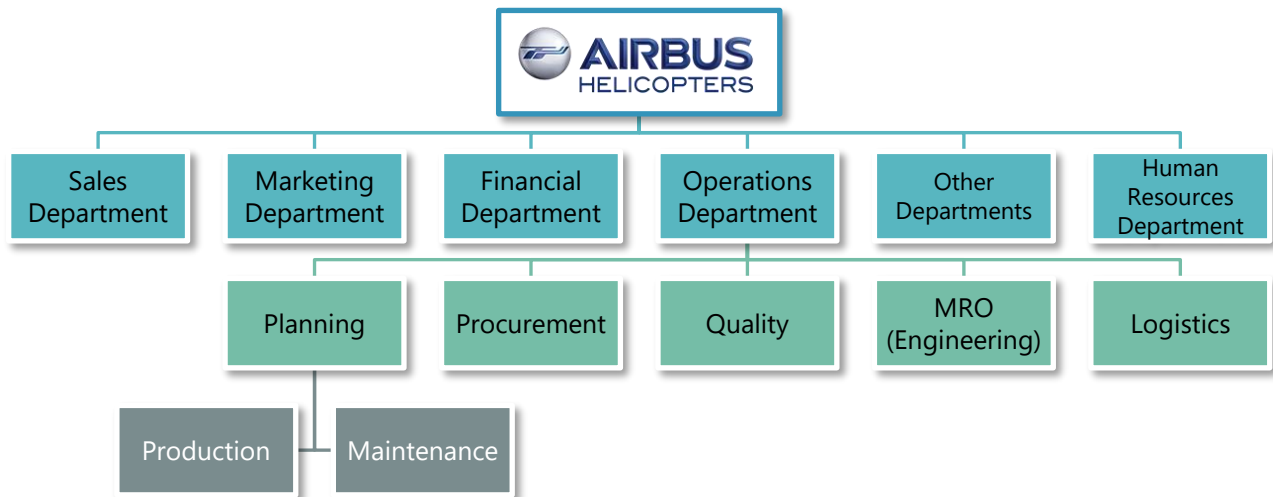 AIRBUS
HELICOPTERS
Sales
Department
Marketing
Department
Financial
Department
Operations
Department
Other
Departments
Human
Resources
Department
Planning
Procurement
Quality
MRO
(Engineering)
Logistics
Production
Maintenance